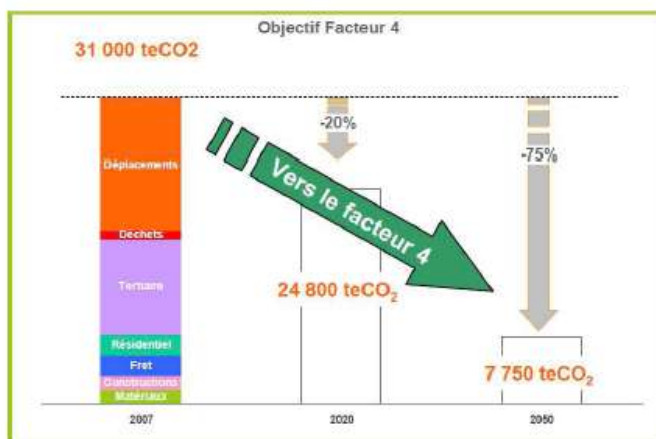 Objectif Facteur 4
31 000 teCO2
-20%
-75%
Déplacements
Vers le facteur 4
Dechets
Tertiaire
24 800 teCO₂
Résidentiel
Fret
7 750 teCO₂
Constructions
Matériaux
2007
2020
2050